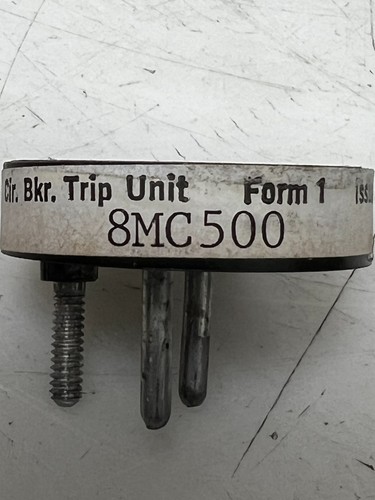 Cir. Bkr. Trip Unit Form 1
8MC500